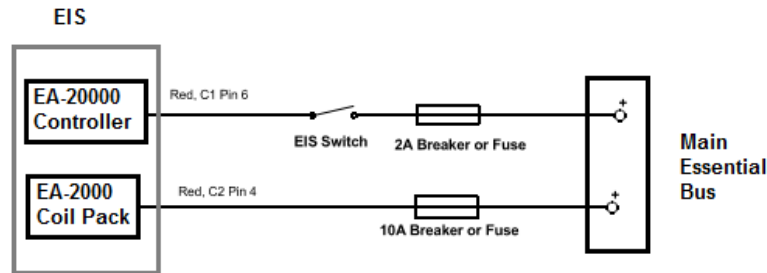 EIS
EA-20000
Controller
Red, C1 Pin 6
EIS Switch
2A Breaker or Fuse
+
Main
Essential
Bus
EA-2000
Coil Pack
Red, C2 Pin 4
10A Breaker or Fuse
+